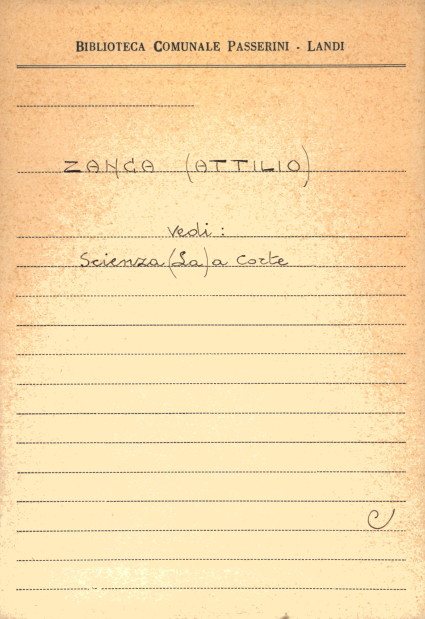 BIBLIOTECA COMUNALE PASSERINI - LANDI
ZANCA (ATTILIO)
vedi :
Scienza (La) a Corte